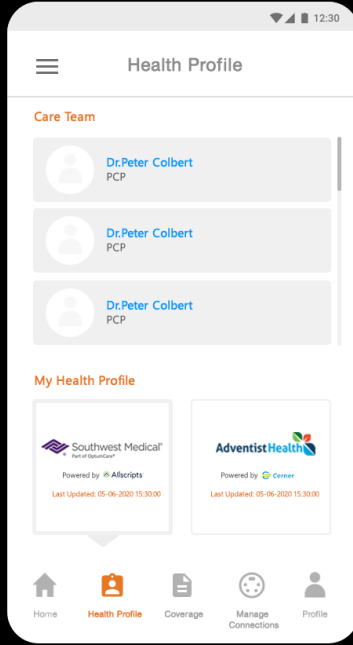 12:30
Health Profile
Care Team
Dr.Peter Colbert
PCP
Dr.Peter Colbert
PCP
Dr.Peter Colbert
PCP
My Health Profile
Southwest Medical®
Part of OptumCare®
Powered by Allscripts
Last Updated: 05-06-2020 15:30:00
AdventistHealth
Powered by Cerner
Last Updated: 05-06-2020 15:30:00
Home
Health Profile
Coverage
Manage
Connections
Profile